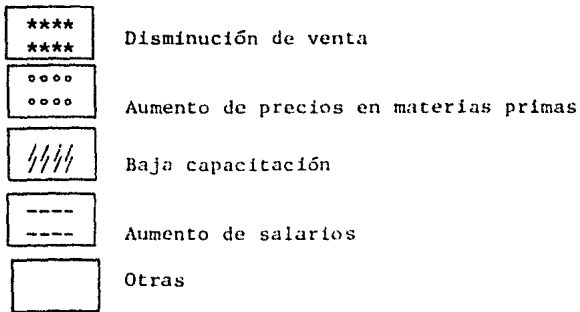 **** 
****
Disminución de venta
°°°°
°°°°
Aumento de precios en materias primas
Baja capacitación
----
----
Aumento de salarios
Otras